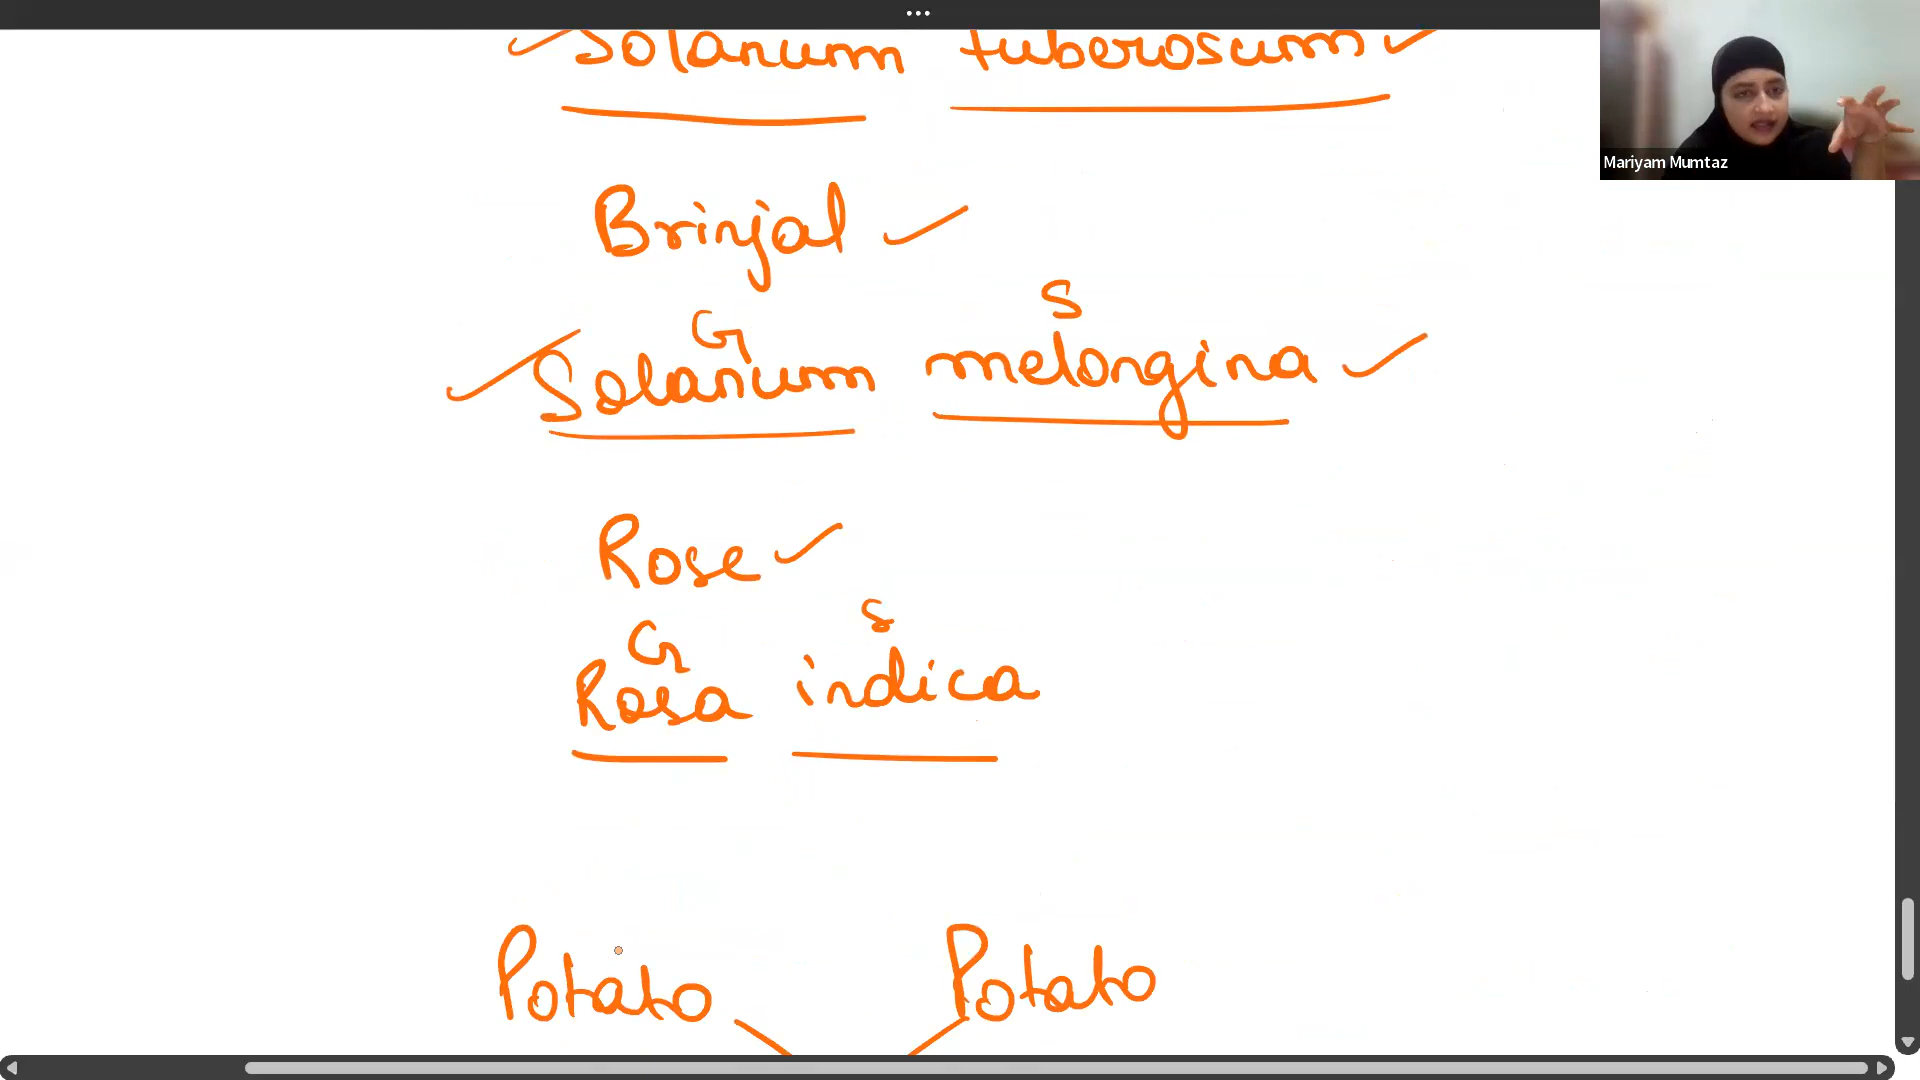 Solanum tuberosum
Mariyam Mumtaz
Brinjal
G S
Solanum melongina
Rose
G S
Rosa indica
Potato Potato